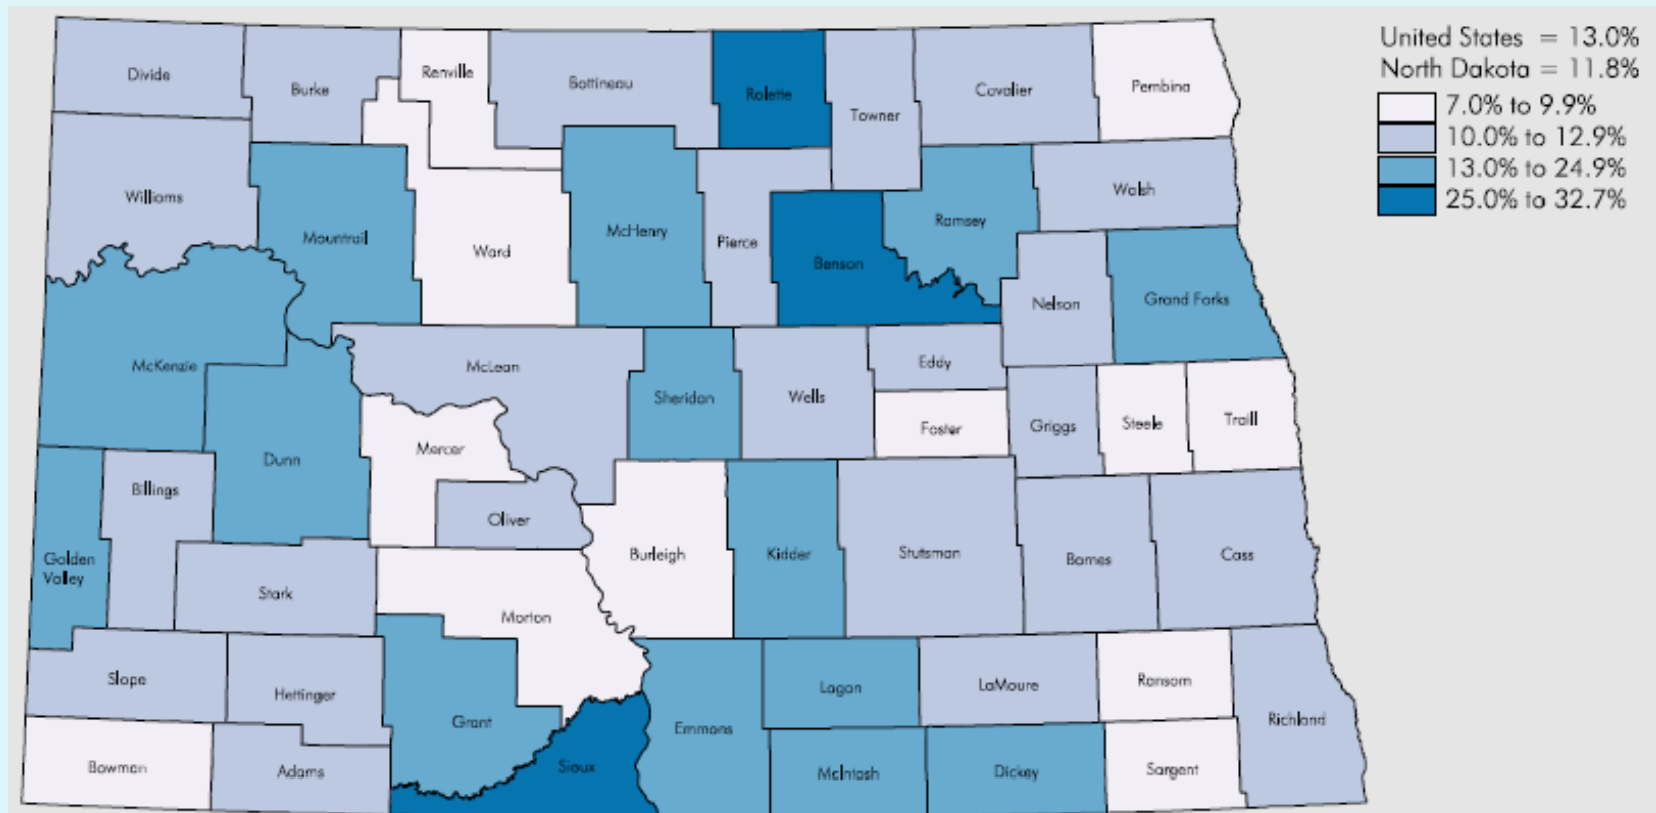 United States = 13.0%
North Dakota = 11.8%
7.0% to 9.9%
10.0% to 12.9%
13.0% to 24.9%
25.0% to 32.7%
Divide
Burke
Renville
Bottineau
Rolette
Towner
Cavalier
Pembina
Williams
Mountrail
Ward
McHenry
Pierce
Benson
Ramsey
Walsh
Nelson
Grand Forks
McKenzie
McLean
Sheridan
Wells
Eddy
Foster
Griggs
Steele
Traill
Dunn
Mercer
Billings
Oliver
Golden
Valley
Stark
Burleigh
Kidder
Stutsman
Barnes
Cass
Morton
Slope
Hettinger
Grant
Emmons
Logan
LaMoure
Ransom
Richland
Bowman
Adams
Sioux
McIntosh
Dickey
Sargent